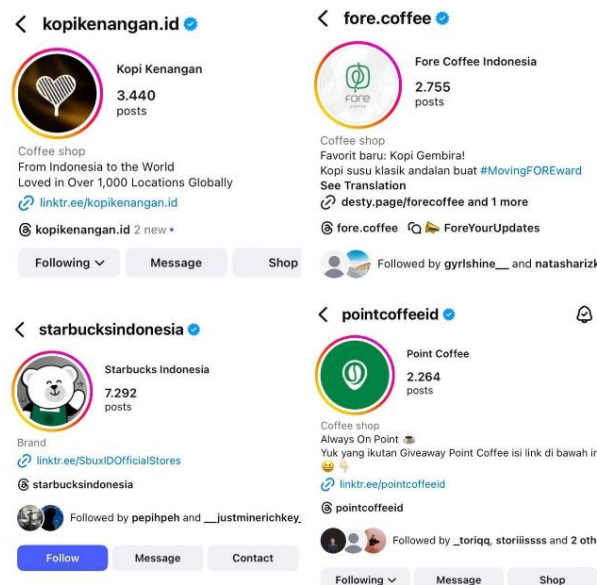 kopikenangan.id
Kopi Kenangan
3.440
posts
Coffee shop
From Indonesia to the World
Loved in Over 1,000 Locations Globally
linktr.ee/kopikenangan.id
kopikenangan.id 2 new
Following
Message
Shop
fore.coffee
FORE
COFFEE
Fore Coffee Indonesia
2.755
posts
Coffee shop
Favorit baru: Kopi Gembira!
Kopi susu klasik andalan buat #MovingFOREward
See Translation
desty.page/forecoffee and 1 more
fore.coffee ForeYourUpdates
Followed by gyrlshine__ and natasharizk
starbucksindonesia
Starbucks Indonesia
7.292
posts
Brand
linktr.ee/SbuxIDOfficialStores
starbucksindonesia
Followed by pepihpeh and __justminerichkey_
Follow
Message
Contact
pointcoffeeid
Point Coffee
2.264
posts
Coffee shop
Always On Point ☕
Yuk yang ikutan Giveaway Point Coffee isi link di bawah in
😆👇🏻
linktr.ee/pointcoffeeid
pointcoffeeid
Followed by _toriqq, storiiissss and 2 oth
Following
Message
Shop